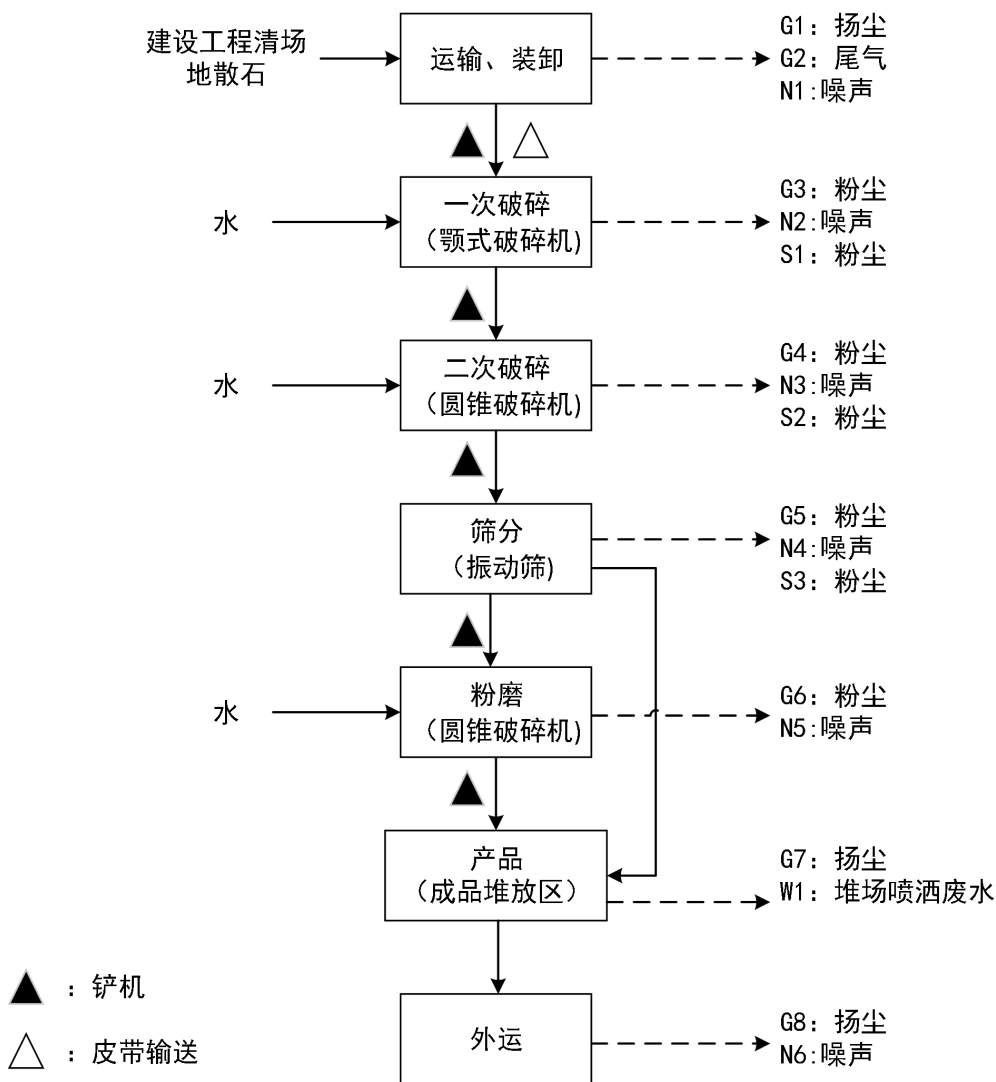 建设工程清场
地散石
运输、装卸
G1：扬尘
G2：尾气
N1:噪声
水
一次破碎
（颚式破碎机)
G3：粉尘
N2:噪声
S1：粉尘
水
二次破碎
（圆锥破碎机)
G4：粉尘
N3:噪声
S2：粉尘
筛分
（振动筛)
G5：粉尘
N4:噪声
S3：粉尘
水
粉磨
（圆锥破碎机)
G6：粉尘
N5:噪声
产品
（成品堆放区）
G7：扬尘
W1：堆场喷洒废水
：铲机
：皮带输送
外运
G8：扬尘
N6:噪声